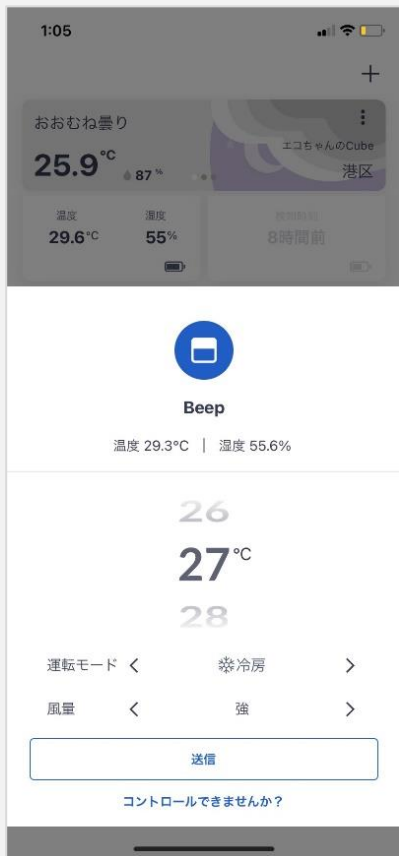 1:05
+
おおむね曇り
エコちゃんのCube
25.9℃ 87% 港区
温度 湿度
29.6℃ 55%
8時間前
Beep
温度 29.3℃ | 湿度 55.6%
26
27℃
28
運転モード < 冷房 >
風量 < 強 >
送信
コントロールできませんか?